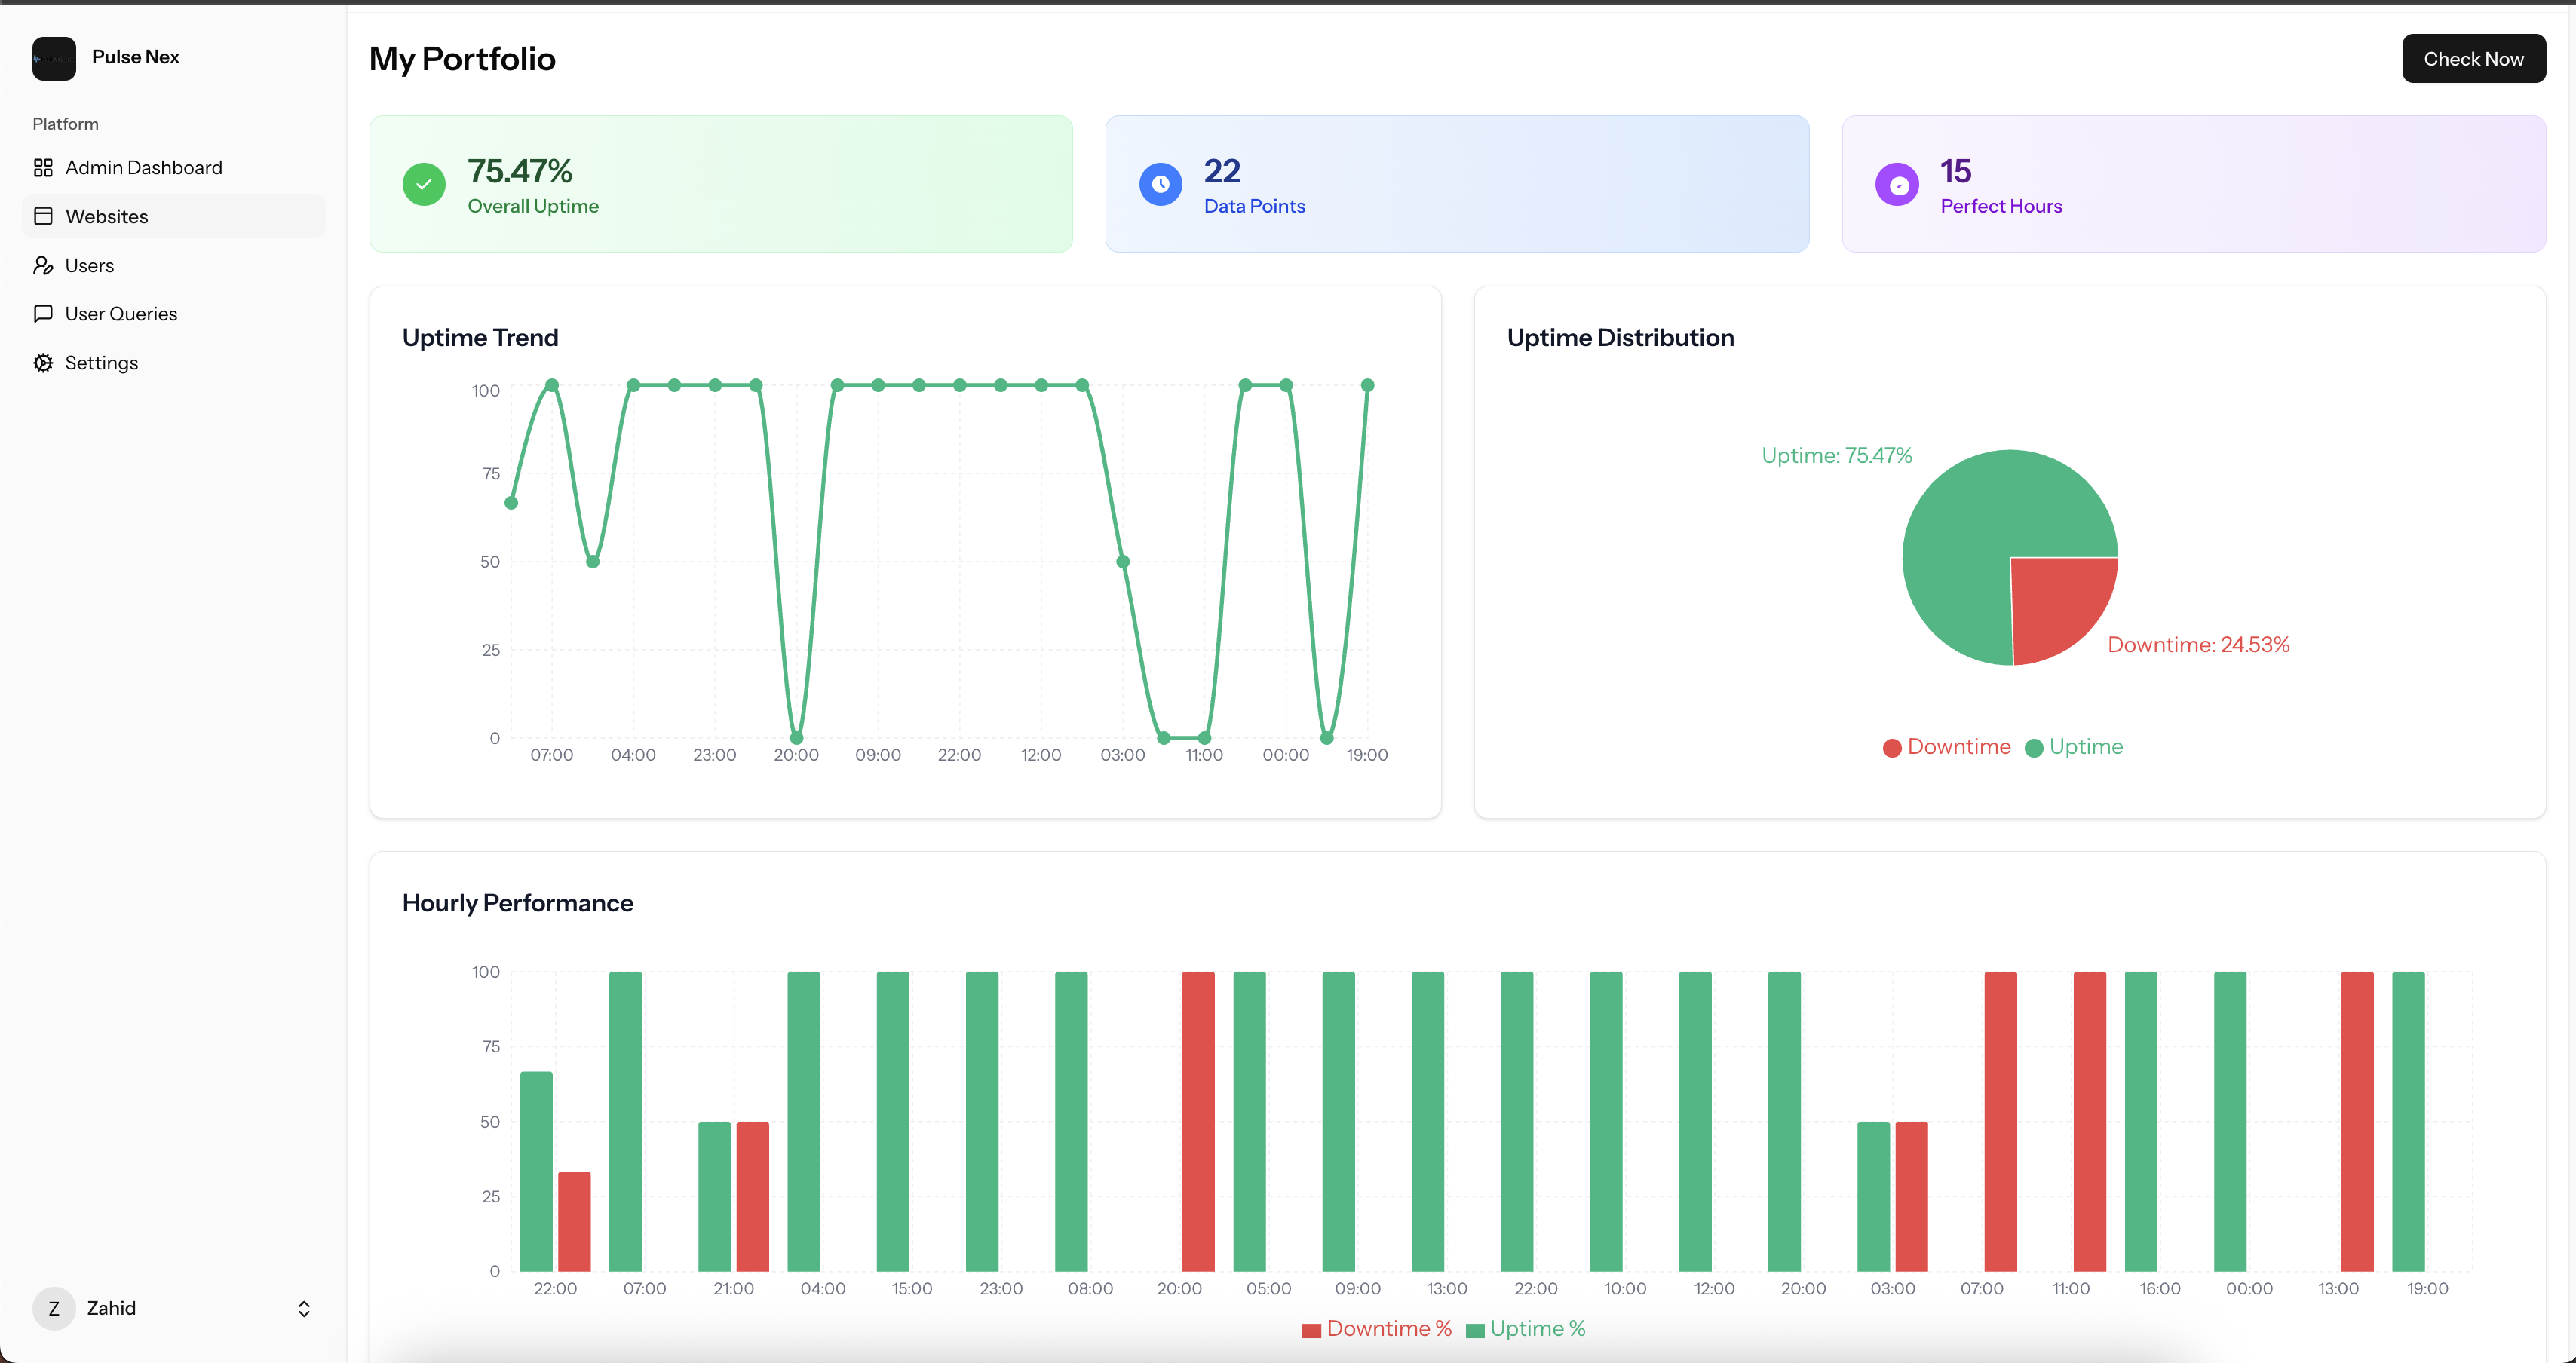 Pulse Nex
Platform
Admin Dashboard
Websites
Users
User Queries
Settings
Z
Zahid
My Portfolio
Check Now
75.47%
Overall Uptime
22
Data Points
15
Perfect Hours
Uptime Trend
100
75
50
25
0
07:00 04:00 23:00 20:00 09:00 22:00 12:00 03:00 11:00 00:00 19:00
Uptime Distribution
Uptime: 75.47%
Downtime: 24.53%
Downtime Uptime
Hourly Performance
100
75
50
25
0
22:00 07:00 21:00 04:00 15:00 23:00 08:00 20:00 05:00 09:00 13:00 22:00 10:00 12:00 20:00 03:00 07:00 11:00 16:00 00:00 13:00 19:00
Downtime % Uptime %